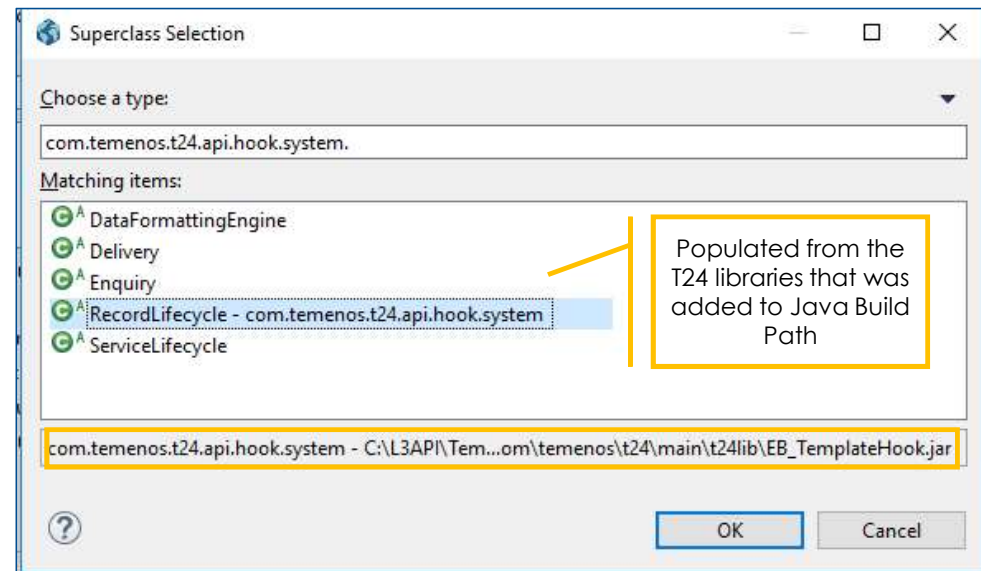 Superclass Selection
Choose a type:
com.temenos.t24.api.hook.system.
Matching items:
DataFormattingEngine
Delivery
Enquiry
RecordLifecycle - com.temenos.t24.api.hook.system
ServiceLifecycle
Populated from the
T24 libraries that was
added to Java Build
Path
com.temenos.t24.api.hook.system - C:\L3API\Tem...om\temenos\t24\main\t24lib\EB_TemplateHook.jar
OK
Cancel